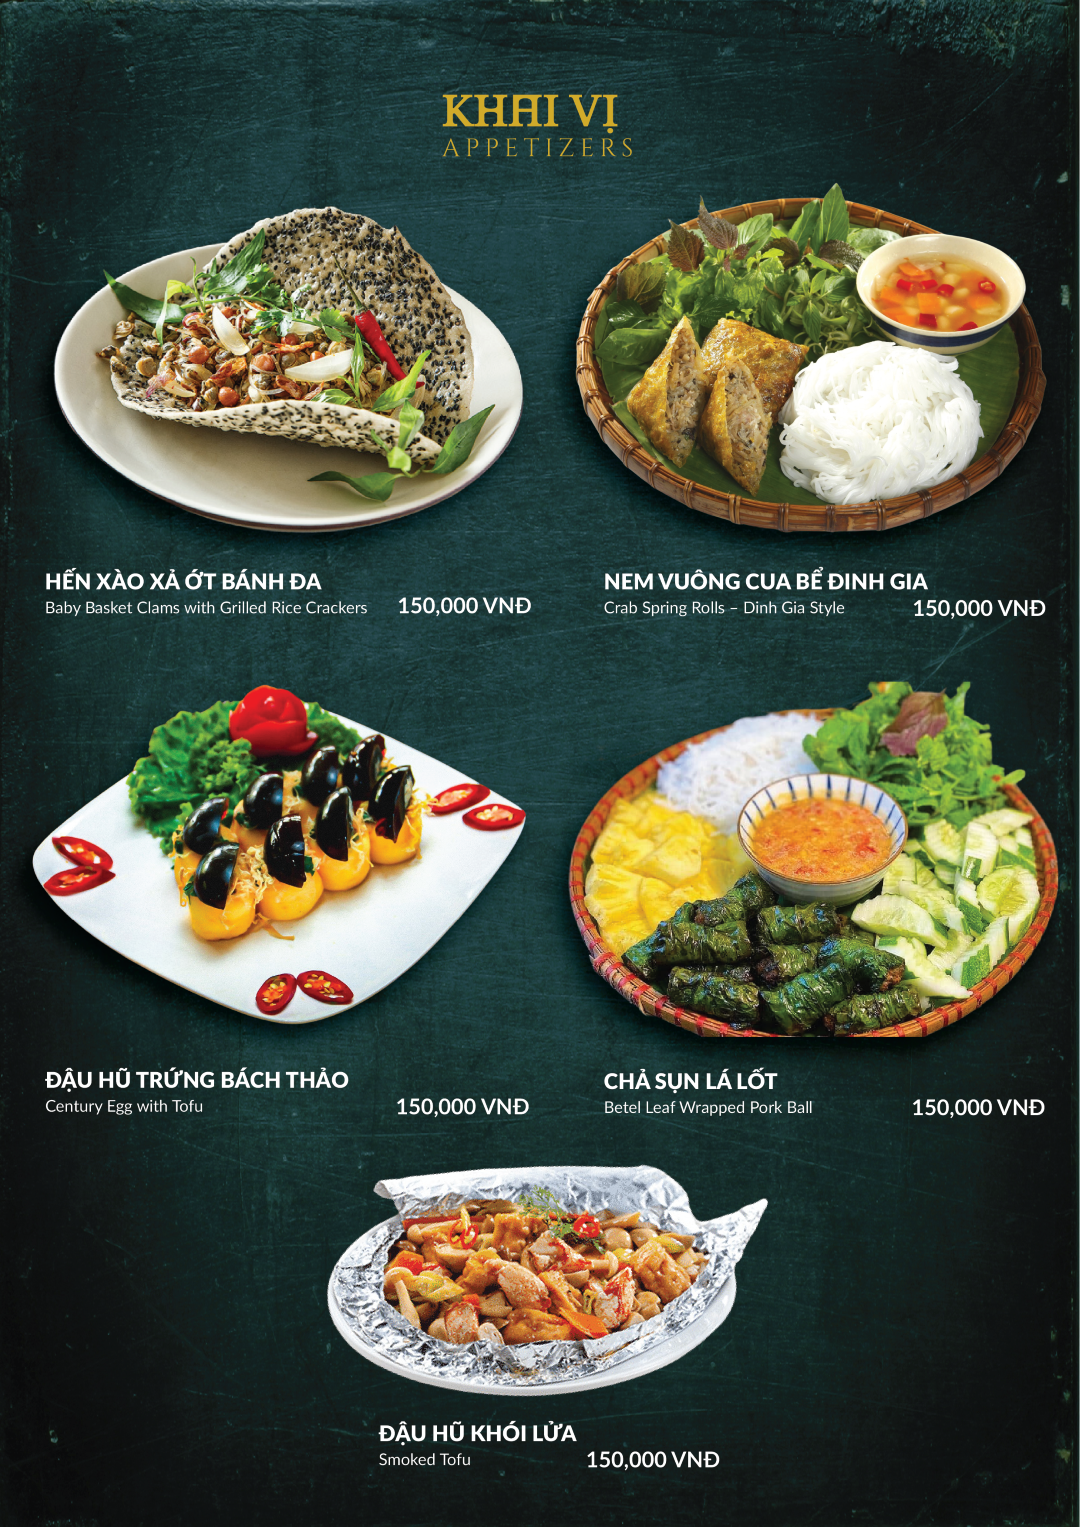 KHAI VỊ
APPETIZERS
HẾN XÀO XẢ ỚT BÁNH ĐA
Baby Basket Clams with Grilled Rice Crackers
150,000 VNĐ
NEM VUÔNG CUA BỂ ĐINH GIA
Crab Spring Rolls – Dinh Gia Style
150,000 VNĐ
ĐẬU HŨ TRỨNG BÁCH THẢO
Century Egg with Tofu
150,000 VNĐ
CHẢ SỤN LÁ LỐT
Betel Leaf Wrapped Pork Ball
150,000 VNĐ
ĐẬU HŨ KHÓI LỬA
Smoked Tofu
150,000 VNĐ